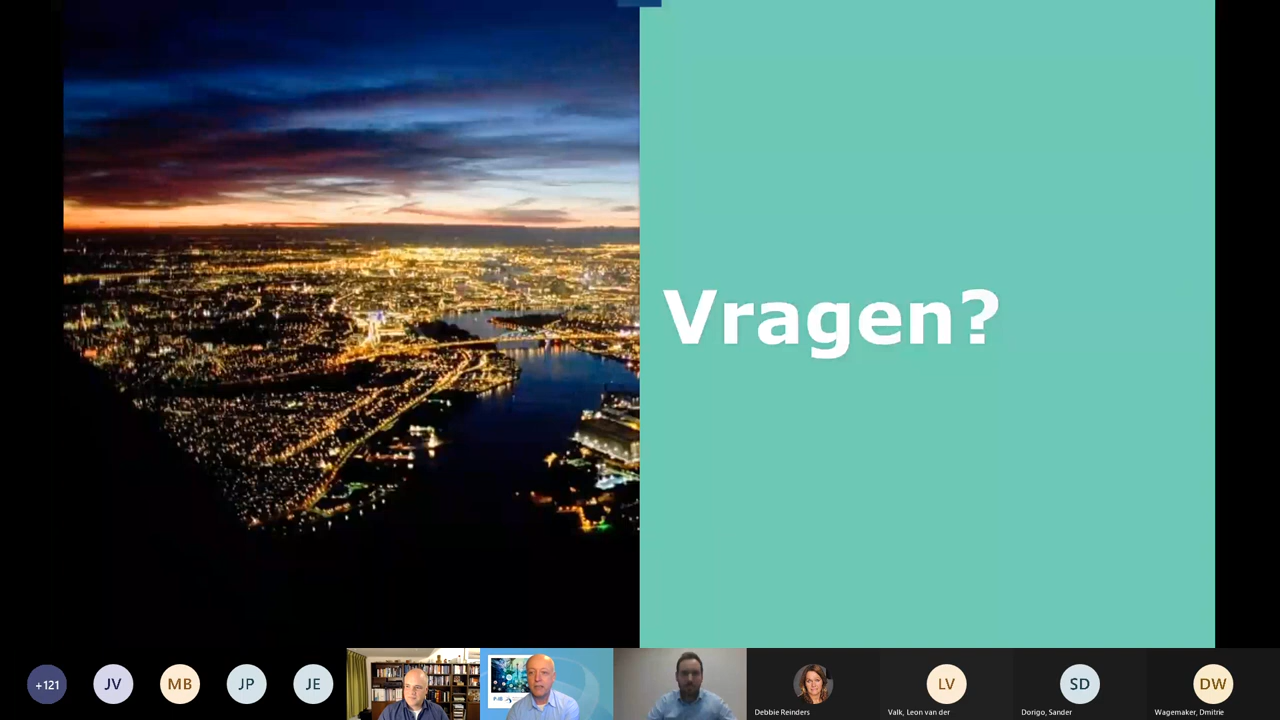 Vragen?
+121
JV
MB
JP
JE
Debbie Reinders
LV
Valk, Leon van der
SD
Dorigo, Sander
DW
Wagemaker, Dmitrie